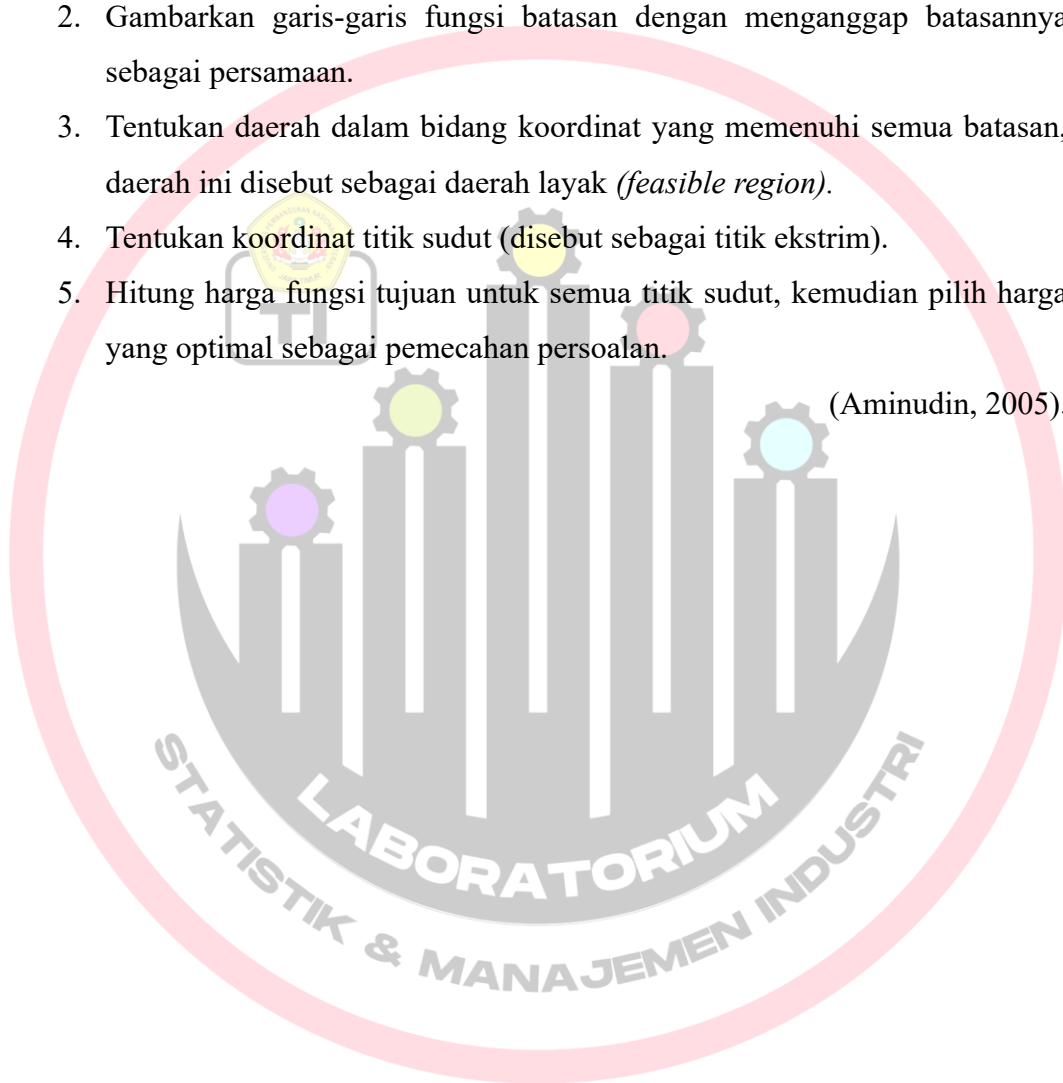 2. Gambarkan garis-garis fungsi batasan dengan menganggap batasannya
sebagai persamaan.
3. Tentukan daerah dalam bidang koordinat yang memenuhi semua batasan,
daerah ini disebut sebagai daerah layak (feasible region).
4. Tentukan koordinat titik sudut (disebut sebagai titik ekstrim).
5. Hitung harga fungsi tujuan untuk semua titik sudut, kemudian pilih harga
yang optimal sebagai pemecahan persoalan.
(Aminudin, 2005).
TI
LABORATORIUM
STATISTIK & MANAJEMEN INDUSTRI